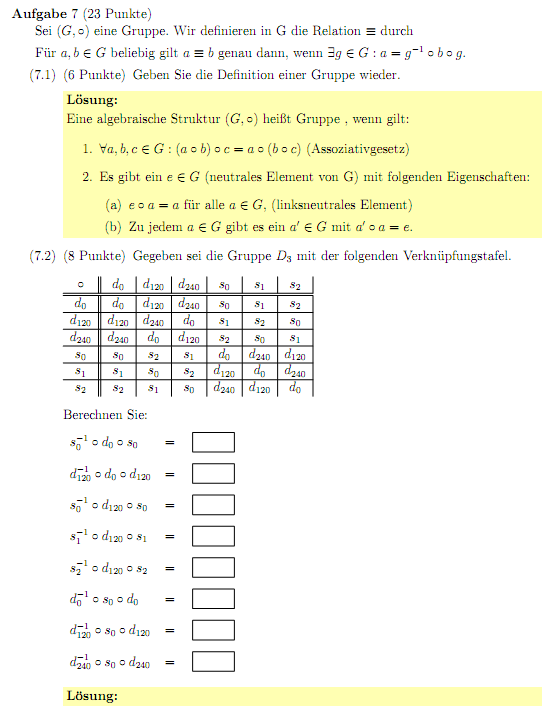 Aufgabe 7 (23 Punkte)
Sei (G, ∘) eine Gruppe. Wir definieren in G die Relation ≡ durch
Für a, b ∈ G beliebig gilt a ≡ b genau dann, wenn ∃g ∈ G : a = g⁻¹ ∘ b ∘ g.
(7.1) (6 Punkte) Geben Sie die Definition einer Gruppe wieder.
Lösung:
Eine algebraische Struktur (G, ∘) heißt Gruppe , wenn gilt:
1. ∀a, b, c ∈ G : (a ∘ b) ∘ c = a ∘ (b ∘ c) (Assoziativgesetz)
2. Es gibt ein e ∈ G (neutrales Element von G) mit folgenden Eigenschaften:
(a) e ∘ a = a für alle a ∈ G, (linksneutrales Element)
(b) Zu jedem a ∈ G gibt es ein a′ ∈ G mit a′ ∘ a = e.
(7.2) (8 Punkte) Gegeben sei die Gruppe D₃ mit der folgenden Verknüpfungstafel.
∘ d₀ d₁₂₀ d₂₄₀ s₀ s₁ s₂
d₀ d₀ d₁₂₀ d₂₄₀ s₀ s₁ s₂
d₁₂₀ d₁₂₀ d₂₄₀ d₀ s₁ s₂ s₀
d₂₄₀ d₂₄₀ d₀ d₁₂₀ s₂ s₀ s₁
s₀ s₀ s₂ s₁ d₀ d₂₄₀ d₁₂₀
s₁ s₁ s₀ s₂ d₁₂₀ d₀ d₂₄₀
s₂ s₂ s₁ s₀ d₂₄₀ d₁₂₀ d₀
Berechnen Sie:
s₀⁻¹ ∘ d₀ ∘ s₀ =
d₁₂₀⁻¹ ∘ d₀ ∘ d₁₂₀ =
s₀⁻¹ ∘ d₁₂₀ ∘ s₀ =
s₁⁻¹ ∘ d₁₂₀ ∘ s₁ =
s₂⁻¹ ∘ d₁₂₀ ∘ s₂ =
d₀⁻¹ ∘ s₀ ∘ d₀ =
d₁₂₀⁻¹ ∘ s₀ ∘ d₁₂₀ =
d₂₄₀⁻¹ ∘ s₀ ∘ d₂₄₀ =
Lösung: